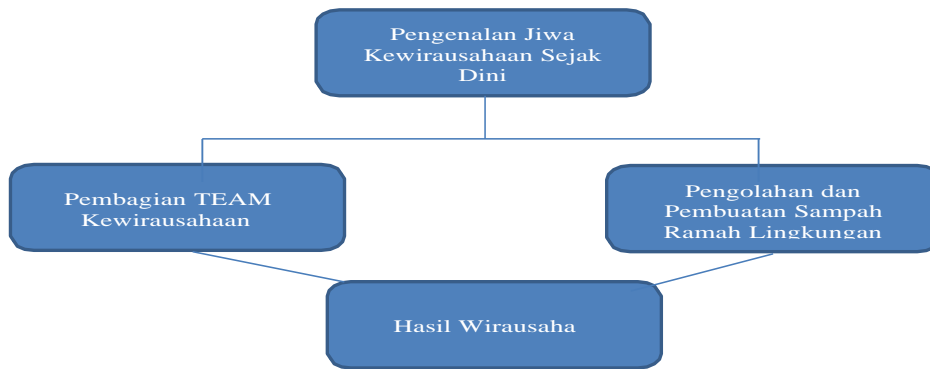 Pengenalan Jiwa
Kewirausahaan Sejak
Dini
Pembagian TEAM
Kewirausahaan
Pengolahan dan
Pembuatan Sampah
Ramah Lingkungan
Hasil Wirausaha